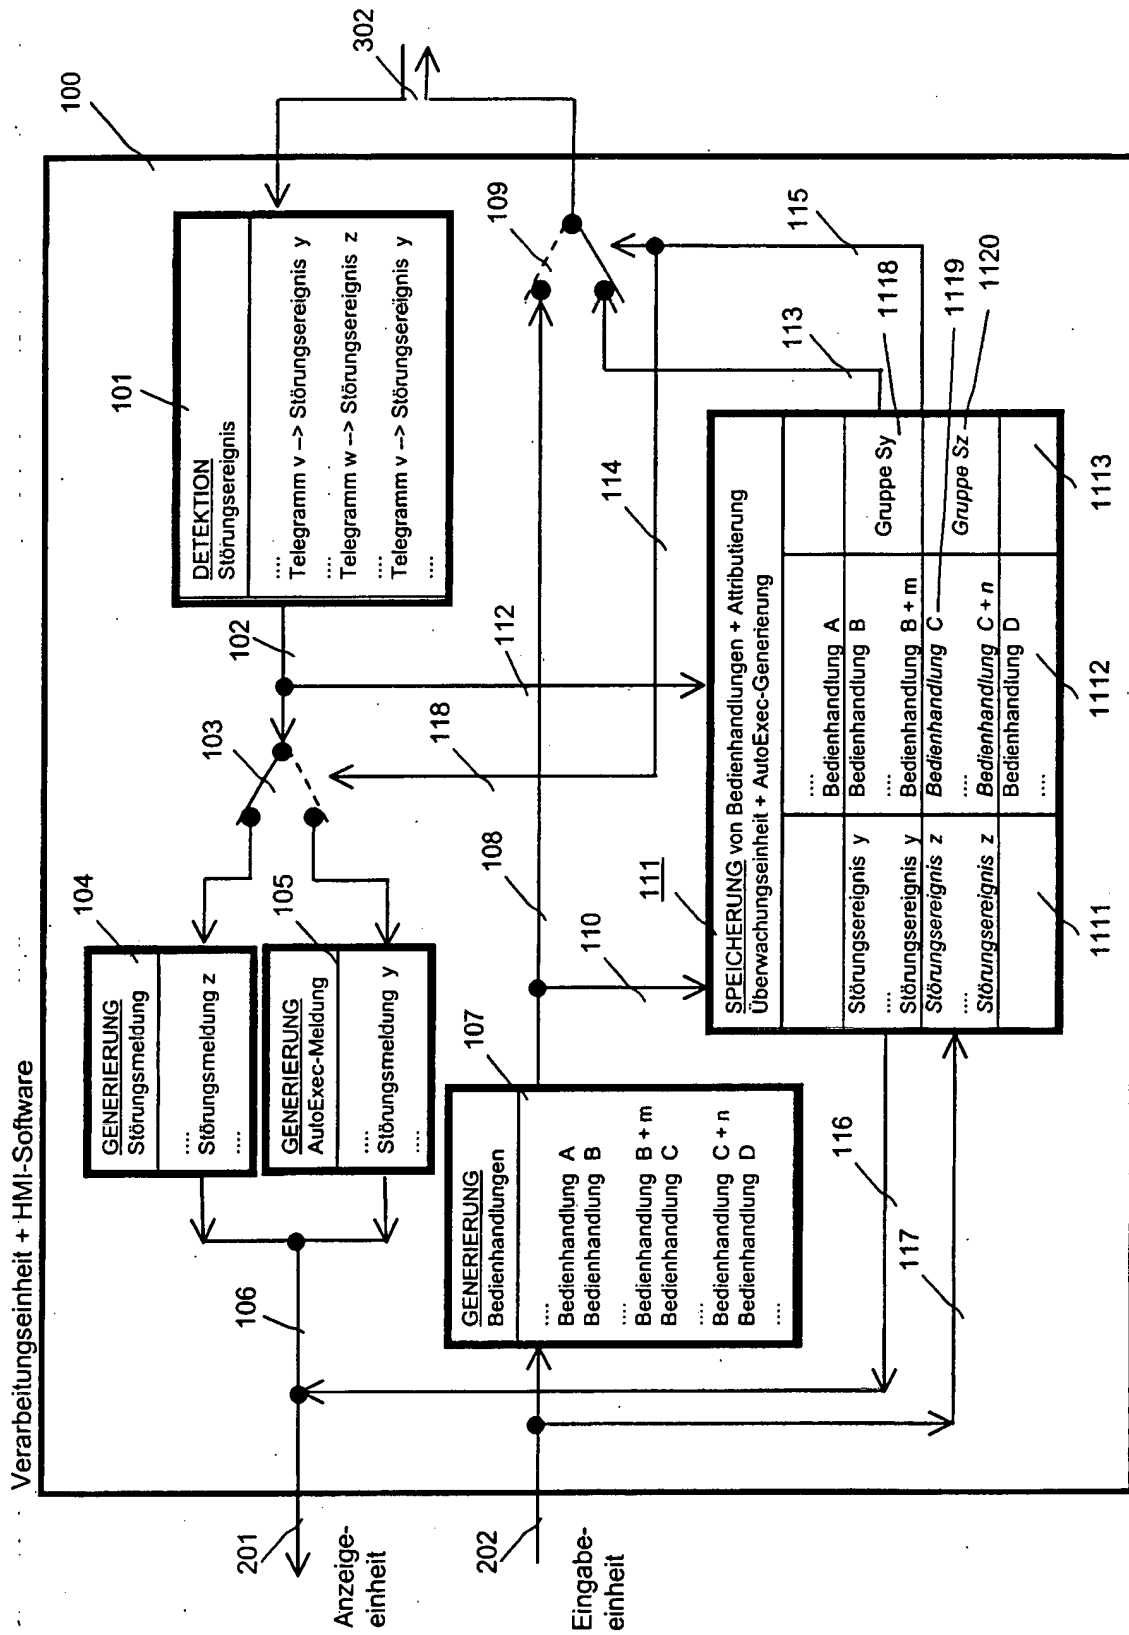 Verarbeitungseinheit + HMI-Software
100
302
101
DETEKTION
Störungsereignis
....
Telegramm v --> Störungsereignis y
....
Telegramm w --> Störungsereignis z
....
Telegramm v --> Störungsereignis y
....
102
103
104
GENERIERUNG
Störungsmeldung
....
Störungsmeldung z
....
105
GENERIERUNG
AutoExec-Meldung
....
Störungsmeldung y
....
106
201
Anzeige-
einheit
202
Eingabe-
einheit
107
GENERIERUNG
Bedienhandlungen
....
Bedienhandlung A
Bedienhandlung B
....
Bedienhandlung B + m
Bedienhandlung C
....
Bedienhandlung C + n
Bedienhandlung D
....
108
109
110
112
118
114
113
115
111
SPEICHERUNG von Bedienhandlungen + Attributierung
Überwachungseinheit + AutoExec-Generierung
....
Bedienhandlung A
Störungsereignis y Bedienhandlung B
.... .... Gruppe Sy
Störungsereignis y Bedienhandlung B + m
Störungsereignis z Bedienhandlung C
.... .... Gruppe Sz
Störungsereignis z Bedienhandlung C + n
Bedienhandlung D
....
1118
1119
1120
1111
1112
1113
116
117